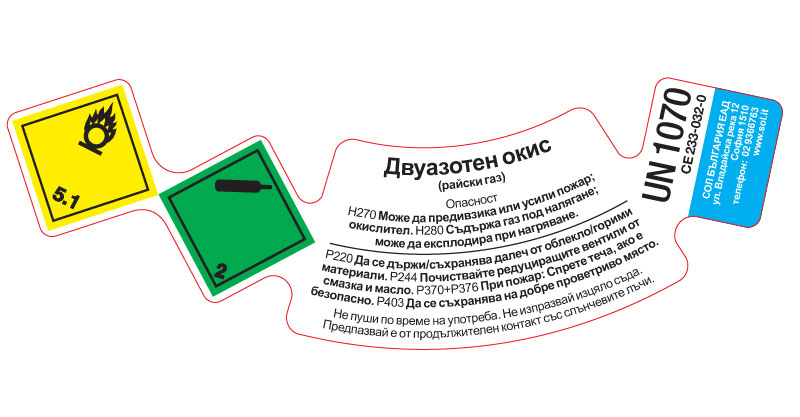 5.1
2
Двуазотен окис
(райски газ)
Опасност
H270 Може да предивзика или усили пожар;
окислител. H280 Съдържа газ под налягане;
може да експлодира при нагряване.
P220 Да се държи/съхранява далеч от облекло/горими
материали. P244 Почиствайте редуциращите вентили от
смазка и масло. P370+P376 При пожар: Спрете теча, ако е
безопасно. P403 Да се съхранява на добре проветриво място.
Не пуши по време на употреба. Не изпразвай изцяло съда.
Предпазвай е от продължителен контакт със слънчевите лъчи.
UN 1070
CE 233-032-0
СОЛ БЪЛГАРИЯ ЕАД
ул. Владайска река 12
София 1510
телефон: 02 9366763
www.sol.it